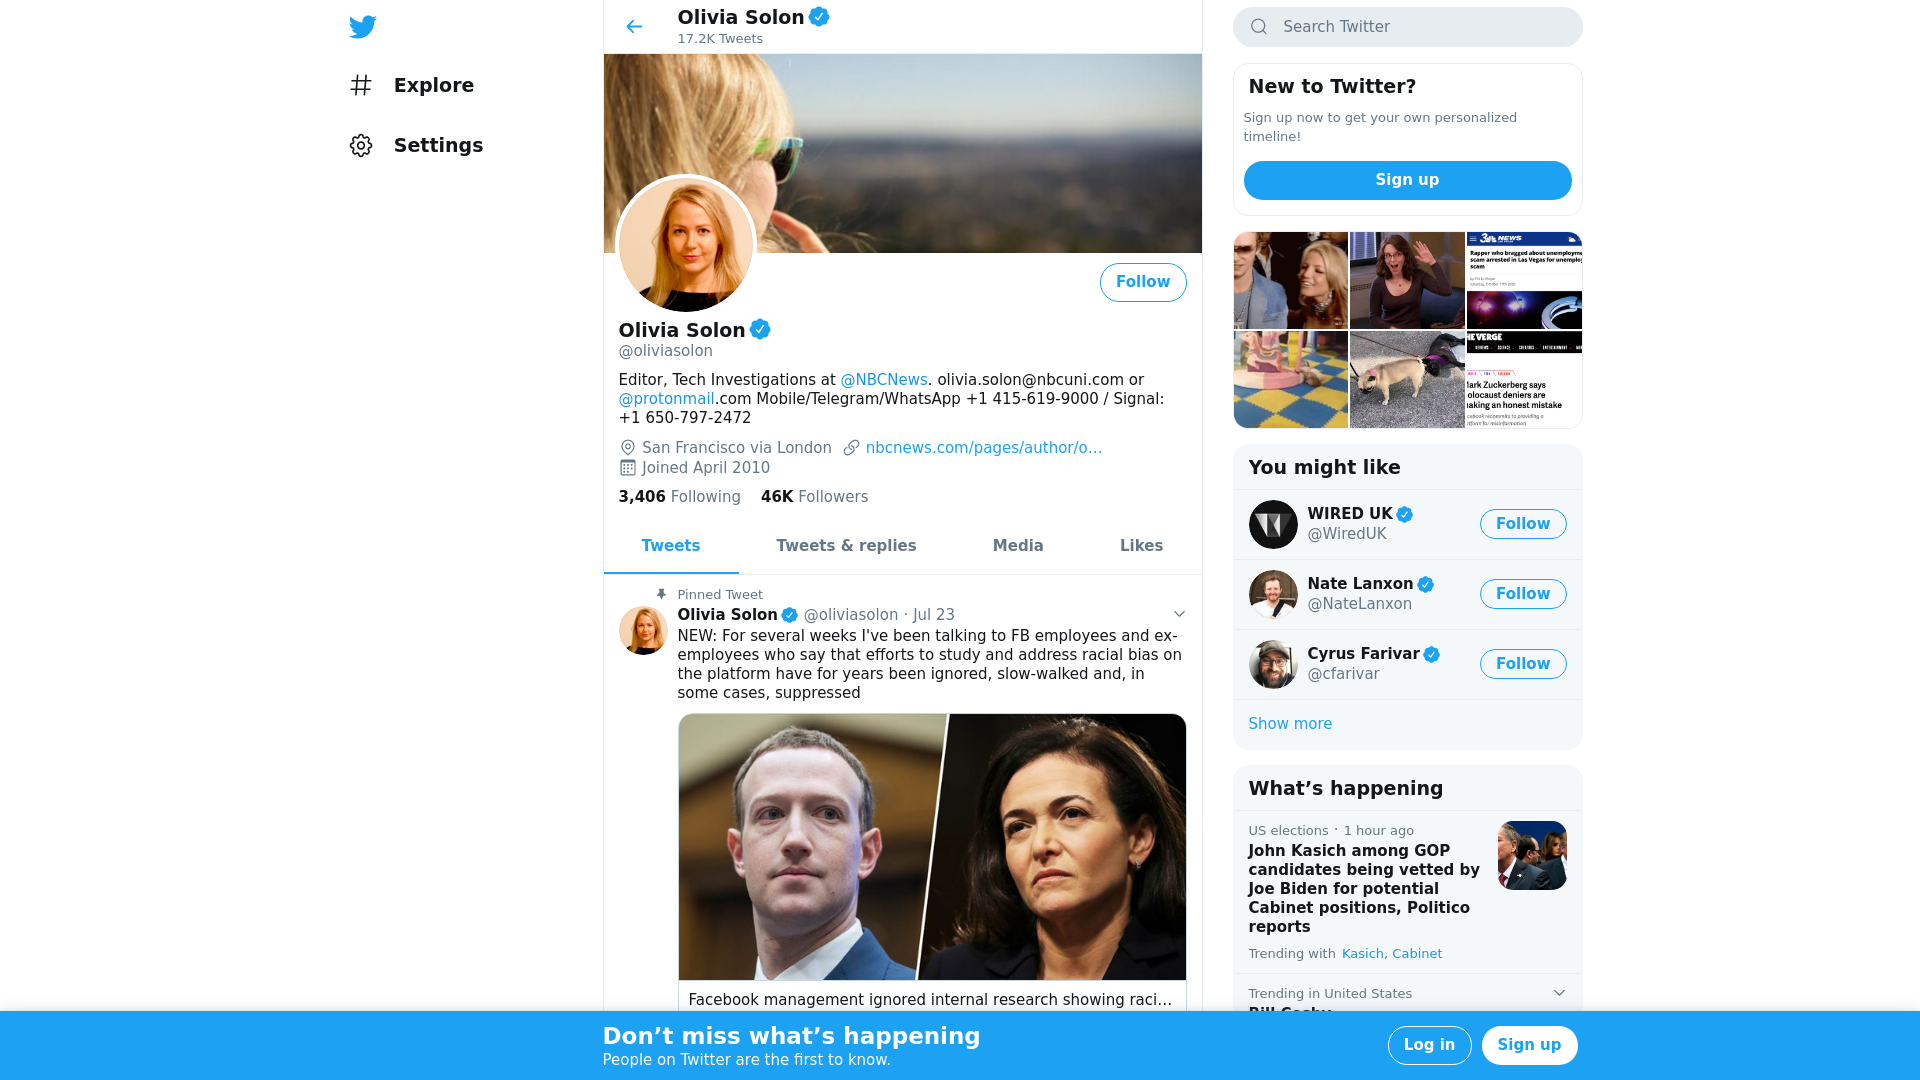 Explore
Settings
Olivia Solon
17.2K Tweets
Follow
Olivia Solon
@oliviasolon
Editor, Tech Investigations at @NBCNews. olivia.solon@nbcuni.com or
@protonmail.com Mobile/Telegram/WhatsApp +1 415-619-9000 / Signal:
+1 650-797-2472
San Francisco via London nbcnews.com/pages/author/o…
Joined April 2010
3,406 Following 46K Followers
Tweets Tweets & replies Media Likes
Pinned Tweet
Olivia Solon @oliviasolon · Jul 23
NEW: For several weeks I've been talking to FB employees and ex-
employees who say that efforts to study and address racial bias on
the platform have for years been ignored, slow-walked and, in
some cases, suppressed
Facebook management ignored internal research showing raci…
Search Twitter
New to Twitter?
Sign up now to get your own personalized
timeline!
Sign up
3 NEWS
Rapper who bragged about unemployme
scam arrested in Las Vegas for unemploy
scam
HE VERGE
lark Zuckerberg says
olocaust deniers are
aking an honest mistake
You might like
WIRED UK
@WiredUK
Follow
Nate Lanxon
@NateLanxon
Follow
Cyrus Farivar
@cfarivar
Follow
Show more
What’s happening
US elections · 1 hour ago
John Kasich among GOP
candidates being vetted by
Joe Biden for potential
Cabinet positions, Politico
reports
Trending with Kasich, Cabinet
Trending in United States
Don’t miss what’s happening
People on Twitter are the first to know.
Log in
Sign up